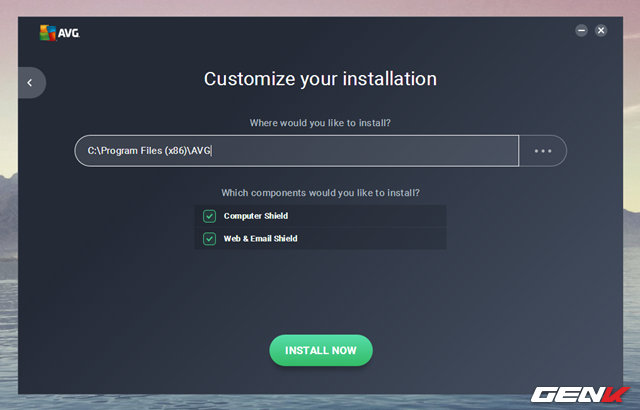 AVG.
Customize your installation
Where would you like to install?
C:\Program Files (x86)\AVG
Which components would you like to install?
Computer Shield
Web & Email Shield
INSTALL NOW
GENK